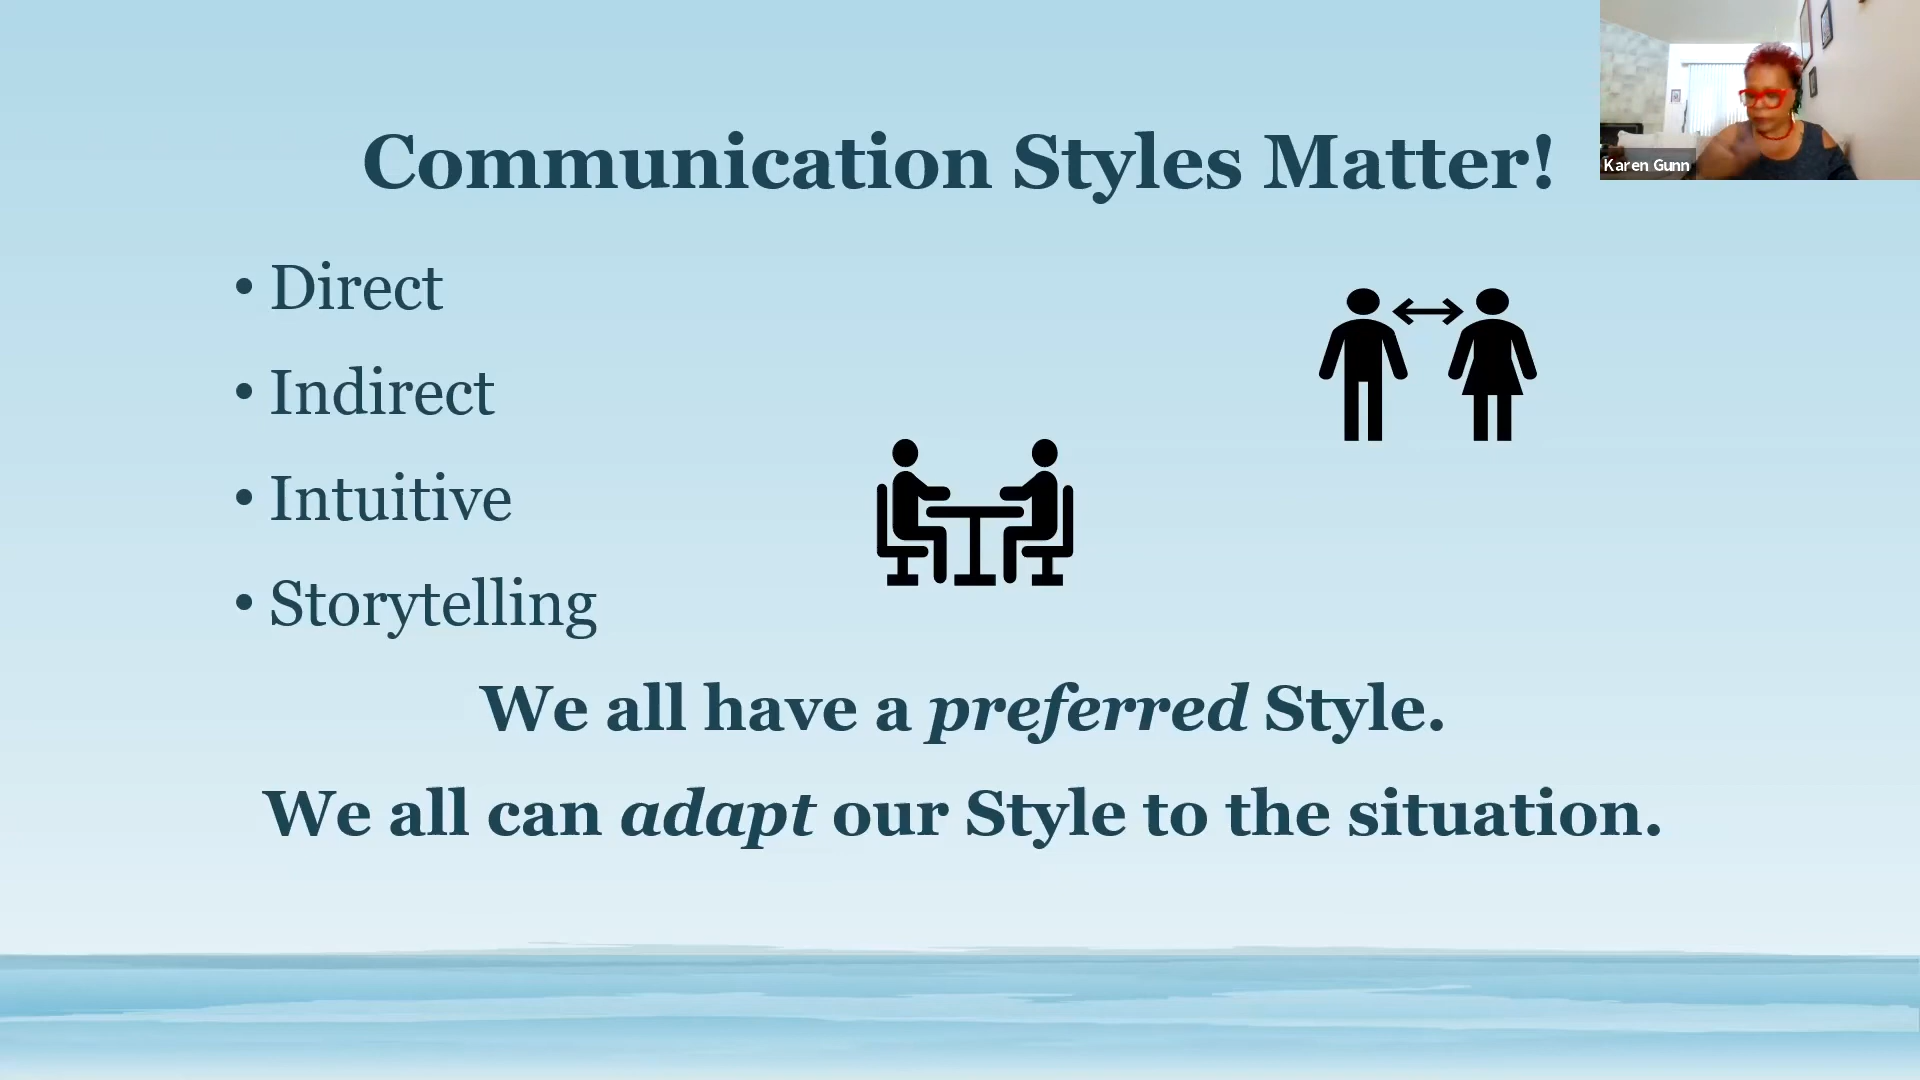 Communication Styles Matter!
Karen Gunn
• Direct
• Indirect
• Intuitive
• Storytelling
We all have a preferred Style.
We all can adapt our Style to the situation.